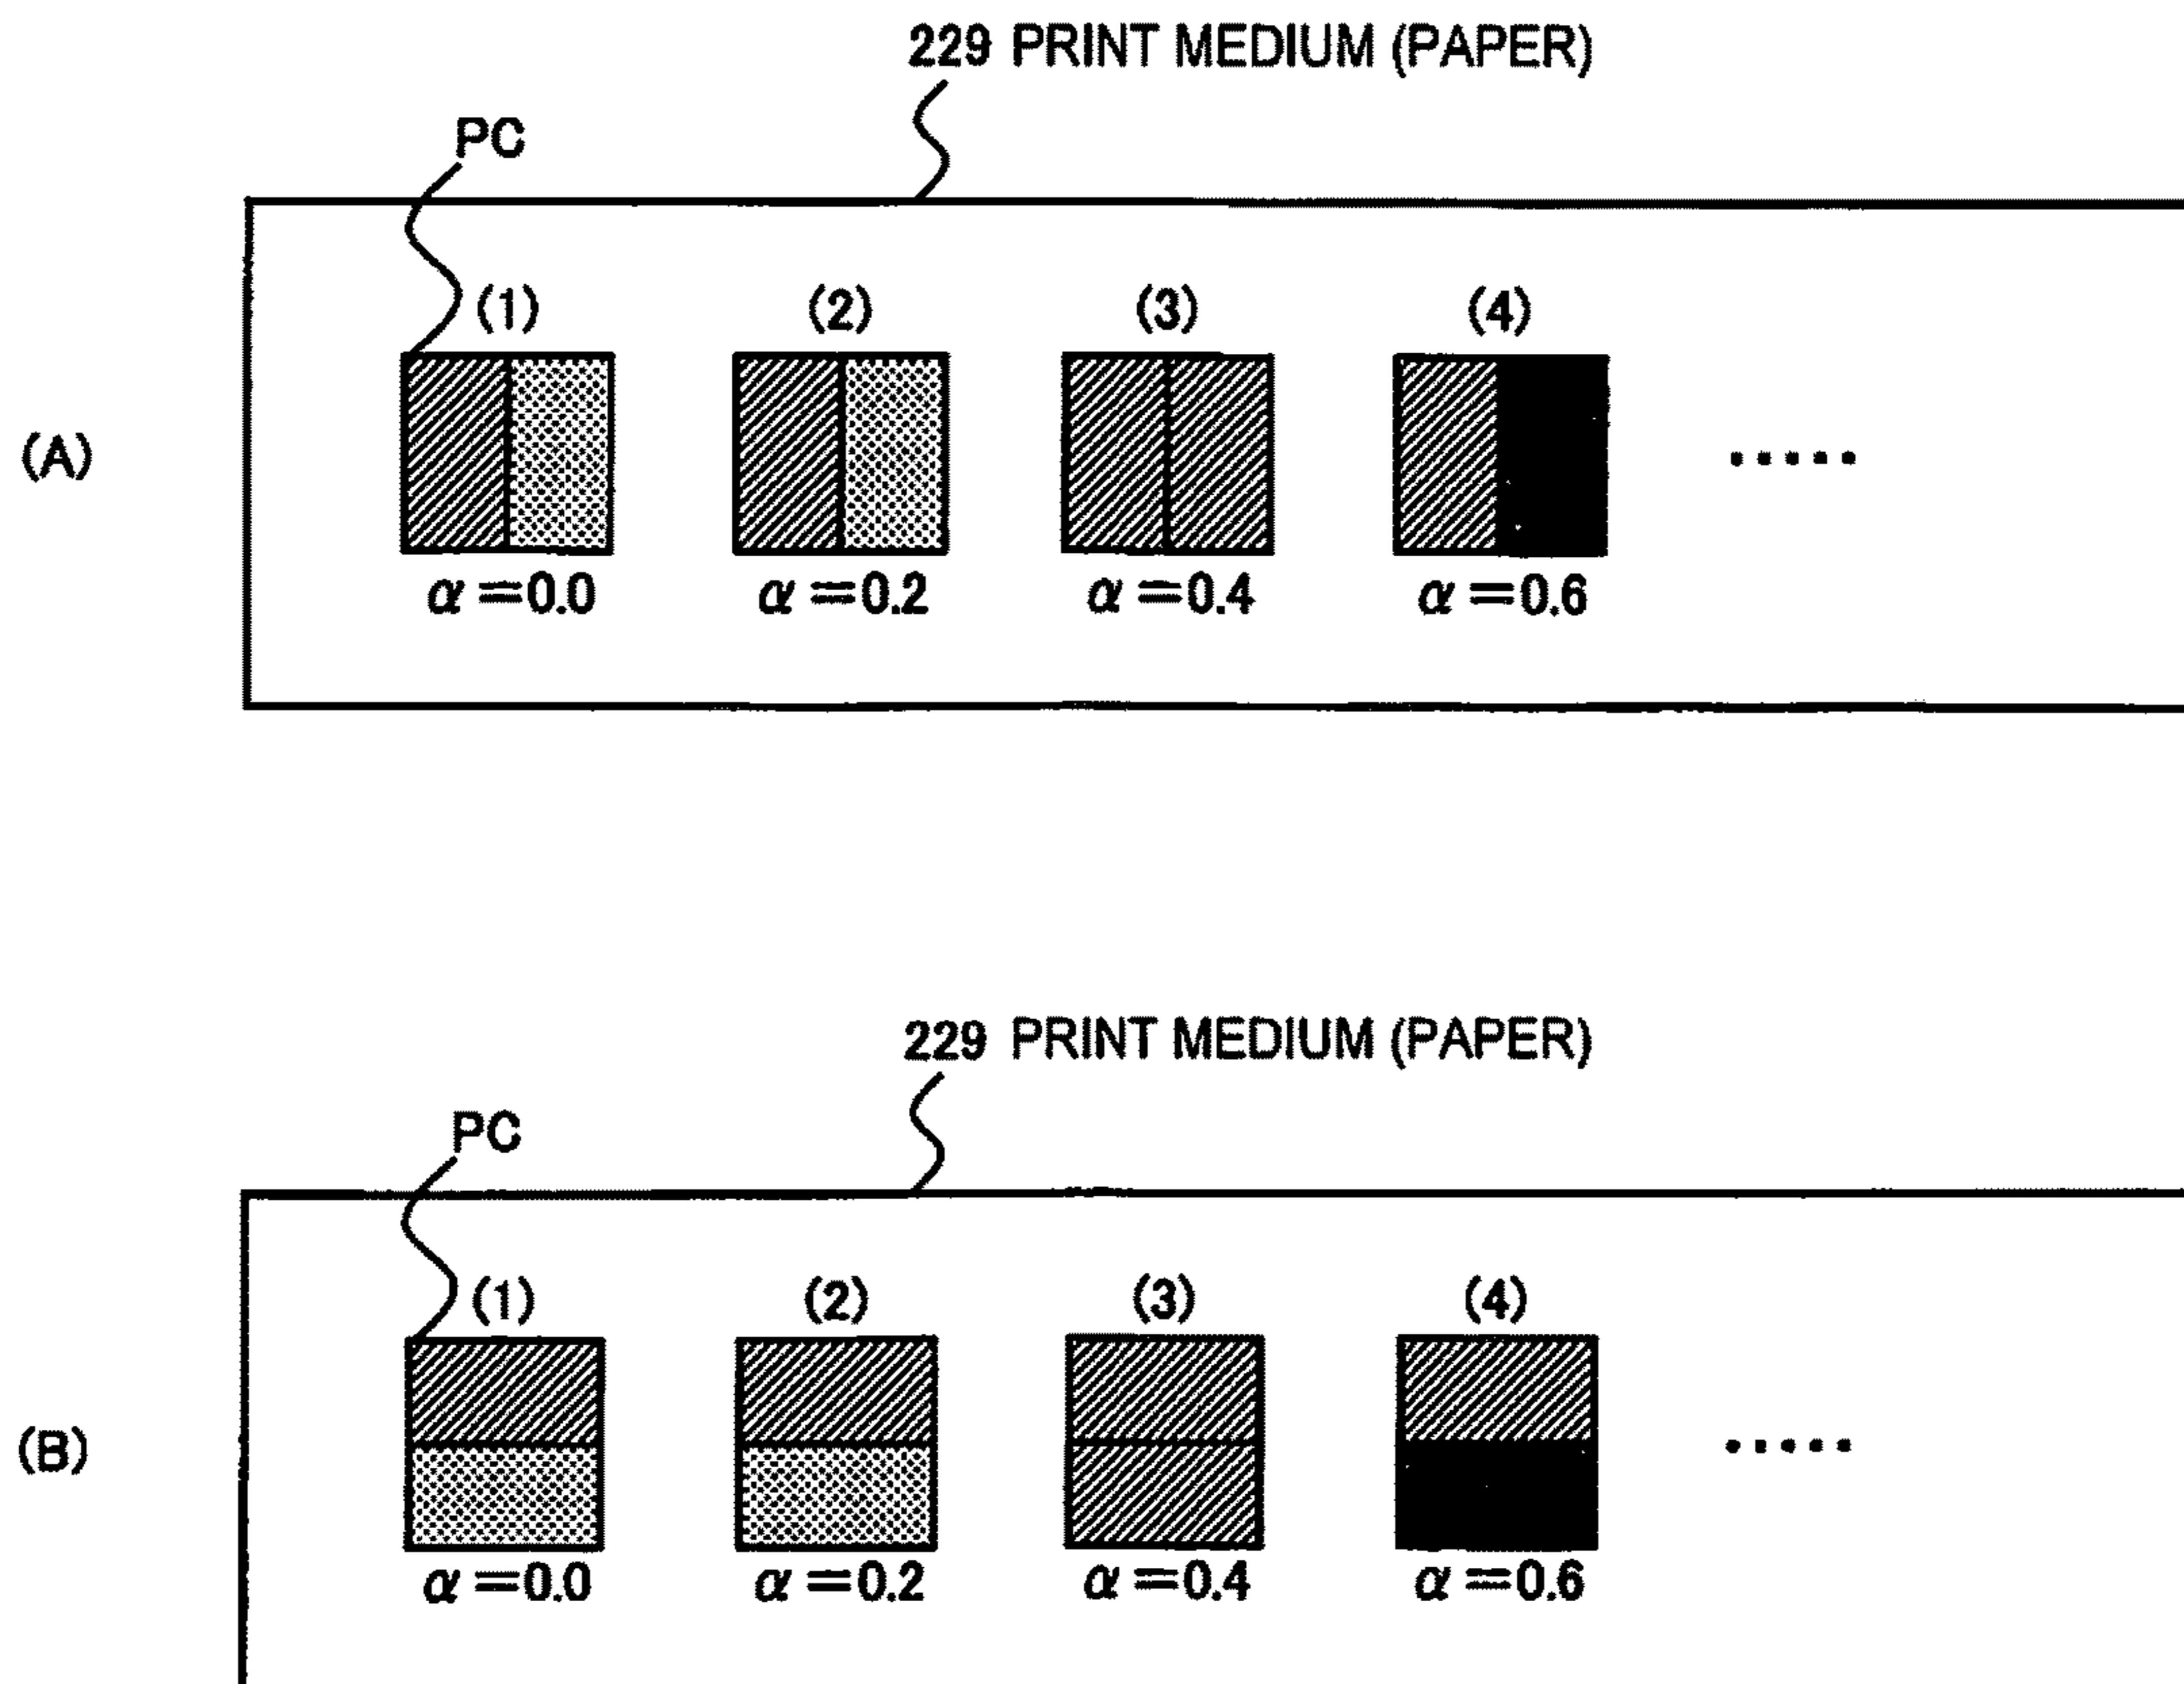 229 PRINT MEDIUM (PAPER)
PC
(1) (2) (3) (4)
(A) .....
α=0.0 α=0.2 α=0.4 α=0.6
229 PRINT MEDIUM (PAPER)
PC
(1) (2) (3) (4)
(B) .....
α=0.0 α=0.2 α=0.4 α=0.6